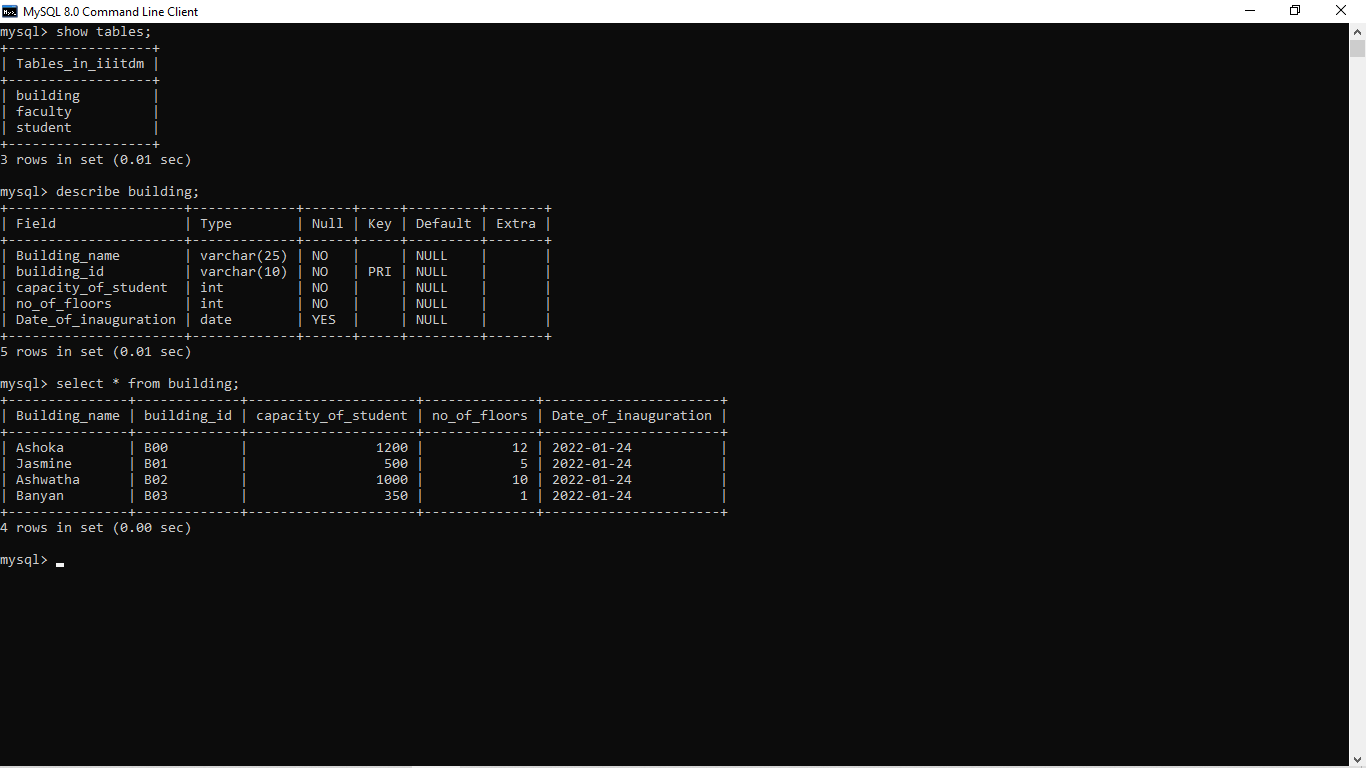 MySQL 8.0 Command Line Client
mysql> show tables;
+------------------+
| Tables_in_iiitdm |
+------------------+
| building         |
| faculty          |
| student          |
+------------------+
3 rows in set (0.01 sec)

mysql> describe building;
+----------------------+-------------+------+-----+---------+-------+
| Field                | Type        | Null | Key | Default | Extra |
+----------------------+-------------+------+-----+---------+-------+
| Building_name        | varchar(25) | NO   |     | NULL    |       |
| building_id          | varchar(10) | NO   | PRI | NULL    |       |
| capacity_of_student  | int         | NO   |     | NULL    |       |
| no_of_floors         | int         | NO   |     | NULL    |       |
| Date_of_inauguration | date        | YES  |     | NULL    |       |
+----------------------+-------------+------+-----+---------+-------+
5 rows in set (0.01 sec)

mysql> select * from building;
+---------------+-------------+---------------------+--------------+----------------------+
| Building_name | building_id | capacity_of_student | no_of_floors | Date_of_inauguration |
+---------------+-------------+---------------------+--------------+----------------------+
| Ashoka        | B00         |                1200 |           12 | 2022-01-24           |
| Jasmine       | B01         |                 500 |            5 | 2022-01-24           |
| Ashwatha      | B02         |                1000 |           10 | 2022-01-24           |
| Banyan        | B03         |                 350 |            1 | 2022-01-24           |
+---------------+-------------+---------------------+--------------+----------------------+
4 rows in set (0.00 sec)

mysql>